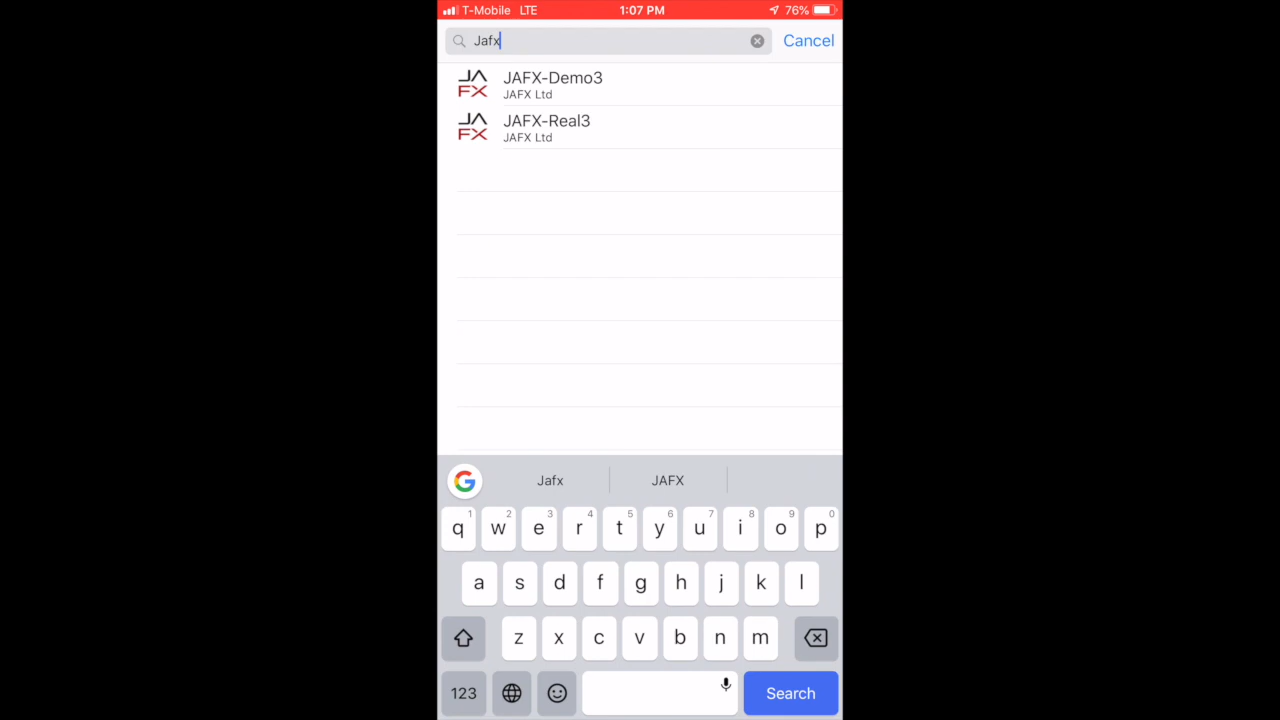 T-Mobile LTE 1:07 PM 76%
Jafx Cancel
JA
FX
JAFX-Demo3
JAFX Ltd
JA
FX
JAFX-Real3
JAFX Ltd
G Jafx JAFX
1 2 3 4 5 6 7 8 9 0
q w e r t y u i o p
a s d f g h j k l
z x c v b n m
123 Search